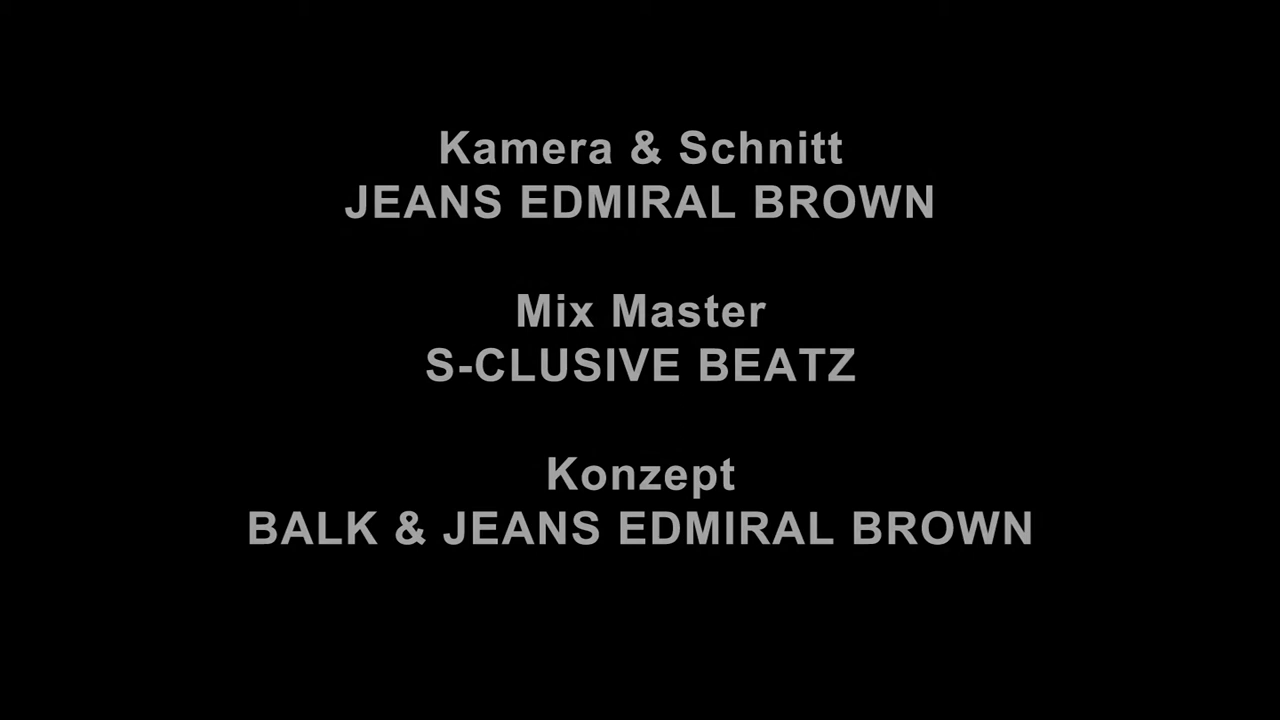 Kamera & Schnitt
JEANS EDMIRAL BROWN
Mix Master
S-CLUSIVE BEATZ
Konzept
BALK & JEANS EDMIRAL BROWN